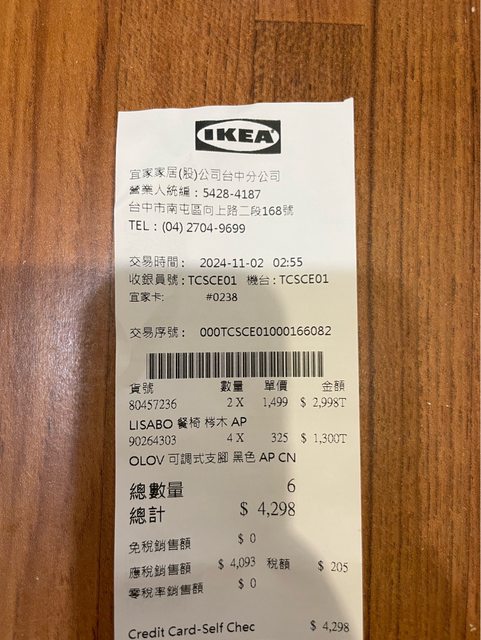 IKEA
宜家家居(股)公司台中分公司
營業人統編：5428-4187
台中市南屯區向上路二段168號
TEL：(04) 2704-9699
交易時間： 2024-11-02 02:55
收銀員號：TCSCE01 機台：TCSCE01
宜家卡: #0238
交易序號： 000TCSCE01000166082
貨號 數量 單價 金額
80457236 2 X 1,499 $ 2,998T
LISABO 餐椅 梣木 AP
90264303 4 X 325 $ 1,300T
OLOV 可調式支腳 黑色 AP CN
總數量 6
總計 $ 4,298
免稅銷售額 $ 0
應稅銷售額 $ 4,093 稅額 $ 205
零稅率銷售額 $ 0
Credit Card-Self Chec $ 4,298